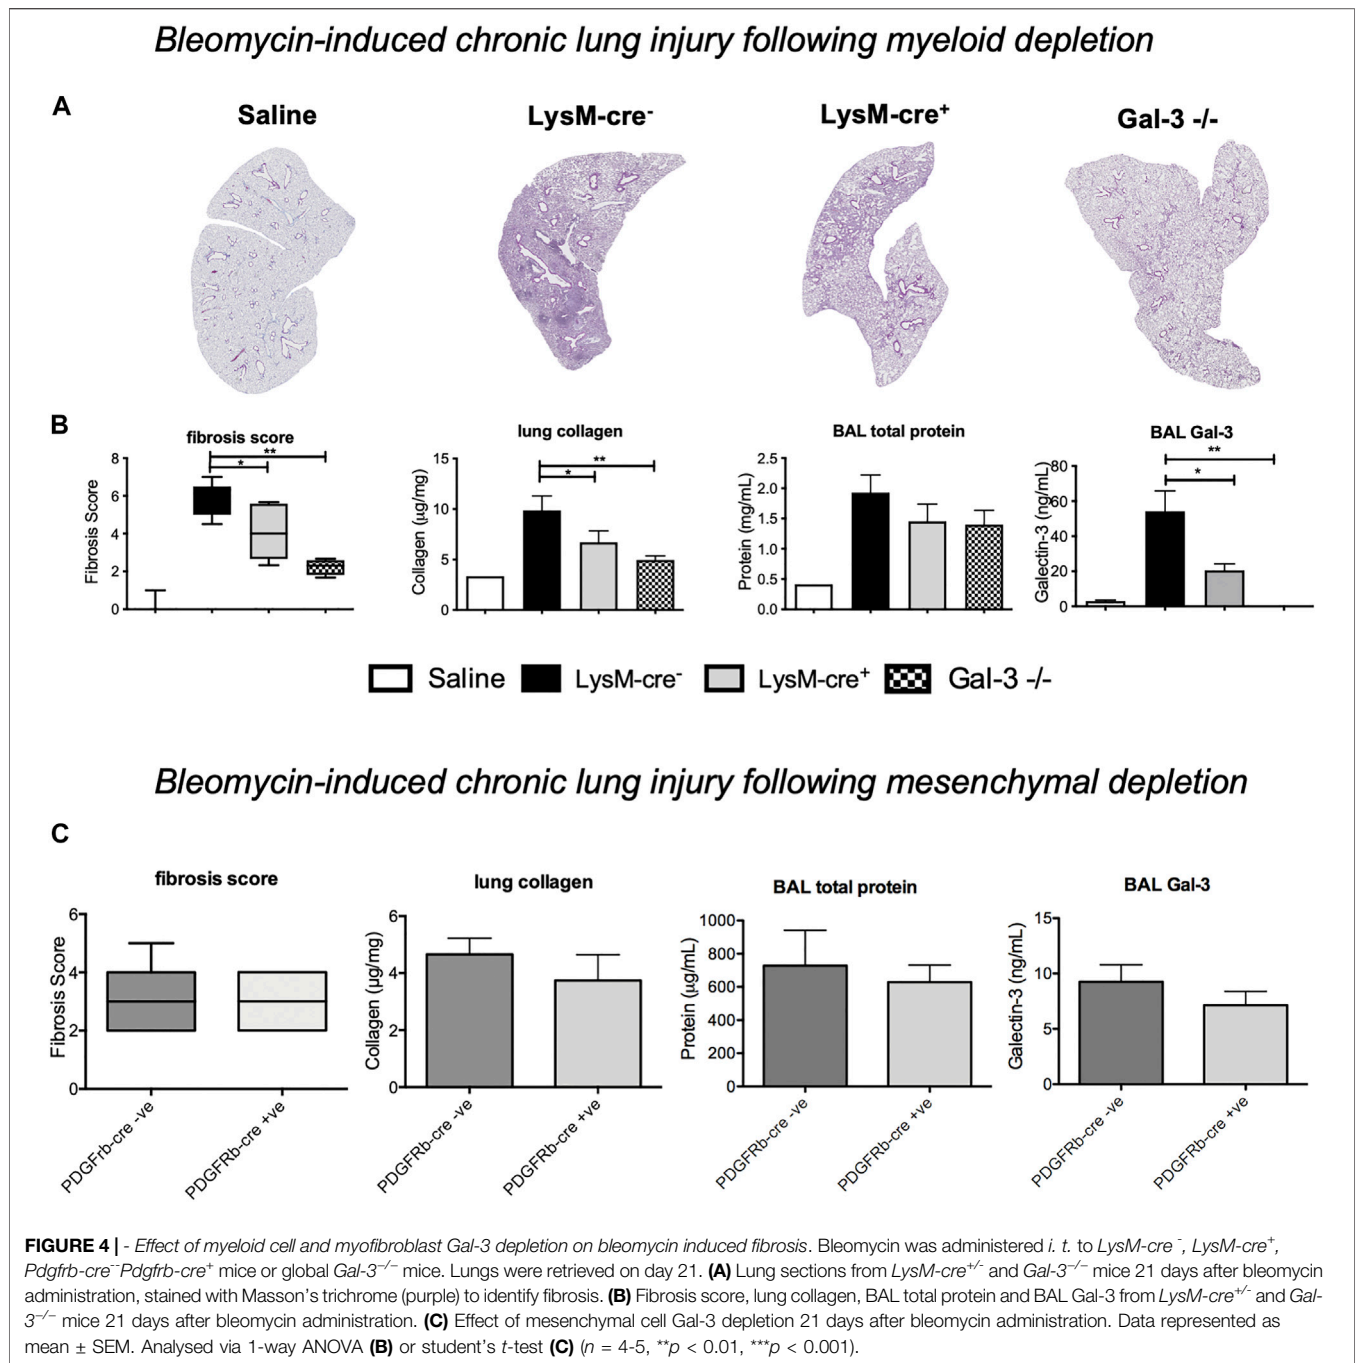 Bleomycin-induced chronic lung injury following myeloid depletion
A
Saline
LysM-cre-
LysM-cre+
Gal-3 -/-
B
fibrosis score
Fibrosis Score
8
6
4
2
0
*
**
lung collagen
Collagen (µg/mg)
15
10
5
0
*
**
BAL total protein
Protein (mg/mL)
2.5
2.0
1.5
1.0
0.5
0.0
BAL Gal-3
Galectin-3 (ng/mL)
80
60
40
20
0
**
*
Saline LysM-cre- LysM-cre+ Gal-3 -/-
Bleomycin-induced chronic lung injury following mesenchymal depletion
C
fibrosis score
Fibrosis Score
6
4
2
0
PDGFrb-cre -ve
PDGFRb-cre +ve
lung collagen
Collagen (µg/mg)
6
4
2
0
PDGFRb-cre -ve
PDGFRb-cre +ve
BAL total protein
Protein (µg/mL)
1000
800
600
400
200
0
PDGFRb-cre -ve
PDGFRb-cre +ve
BAL Gal-3
Galectin-3 (ng/mL)
15
10
5
0
PDGFRb-cre -ve
PDGFRb-cre +ve
FIGURE 4 | - Effect of myeloid cell and myofibroblast Gal-3 depletion on bleomycin induced fibrosis. Bleomycin was administered i. t. to LysM-cre -, LysM-cre+,
Pdgfrb-cre--Pdgfrb-cre+ mice or global Gal-3−/− mice. Lungs were retrieved on day 21. (A) Lung sections from LysM-cre+/- and Gal-3−/− mice 21 days after bleomycin
administration, stained with Masson's trichrome (purple) to identify fibrosis. (B) Fibrosis score, lung collagen, BAL total protein and BAL Gal-3 from LysM-cre+/- and Gal-
3−/− mice 21 days after bleomycin administration. (C) Effect of mesenchymal cell Gal-3 depletion 21 days after bleomycin administration. Data represented as
mean ± SEM. Analysed via 1-way ANOVA (B) or student's t-test (C) (n = 4-5, **p < 0.01, ***p < 0.001).